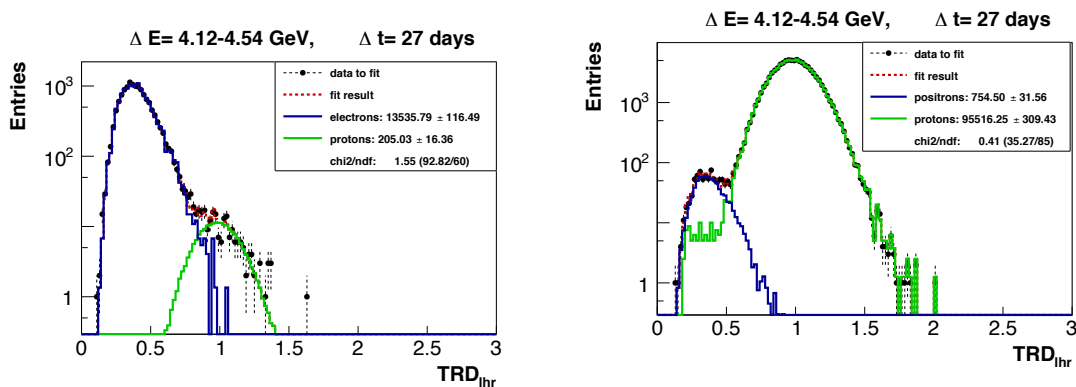 Δ E= 4.12-4.54 GeV, Δ t= 27 days
Entries
10³
10²
10
1
data to fit
fit result
electrons: 13535.79 ± 116.49
protons: 205.03 ± 16.36
chi2/ndf: 1.55 (92.82/60)
0 0.5 1 1.5 2 2.5 3
TRD_lhr
Δ E= 4.12-4.54 GeV, Δ t= 27 days
Entries
10³
10²
10
1
data to fit
fit result
positrons: 754.50 ± 31.56
protons: 95516.25 ± 309.43
chi2/ndf: 0.41 (35.27/85)
0 0.5 1 1.5 2 2.5 3
TRD_lhr